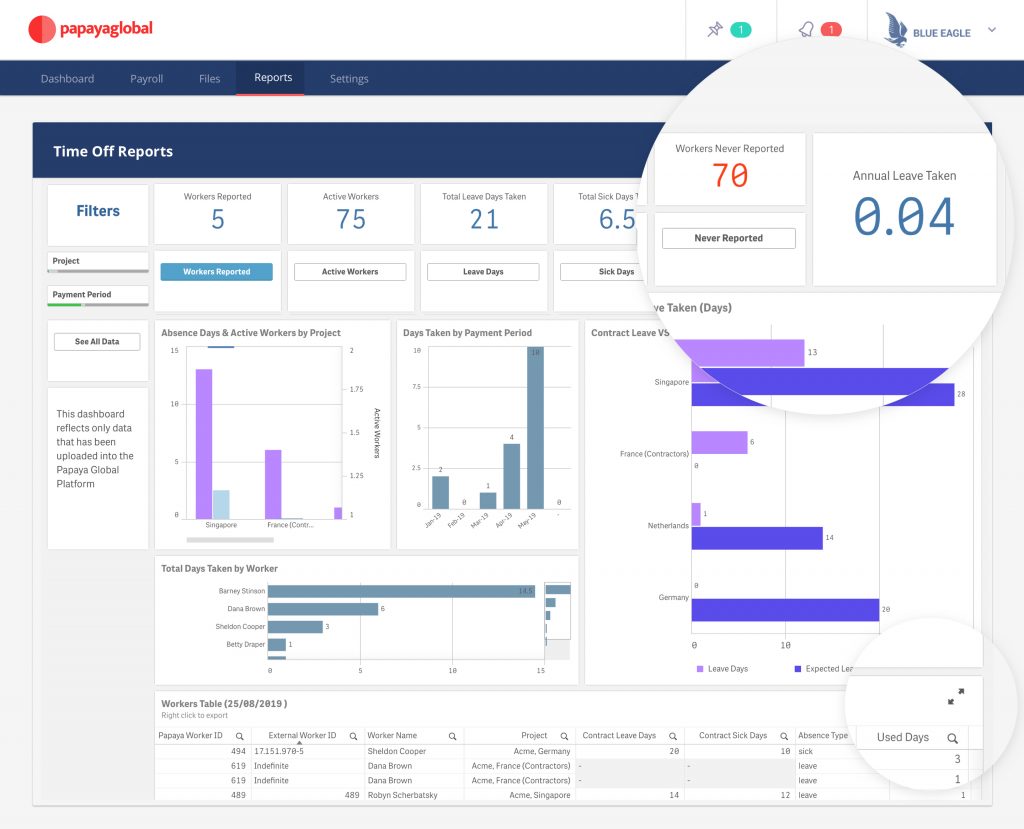 papayaglobal
1
1
BLUE EAGLE
Dashboard
Payroll
Files
Reports
Settings
Time Off Reports
Filters
Project
Payment Period
See All Data
This dashboard
reflects only data
that has been
uploaded into the
Papaya Global
Platform
Workers Reported
5
Active Workers
75
Total Leave Days Taken
21
Total Sick Days
6.5
Workers Never Reported
70
Annual Leave Taken
0.04
Workers Reported
Active Workers
Leave Days
Sick Days
Never Reported
Absence Days & Active Workers by Project
15
10
5
0
2
1.75
1.5
1.25
1
Active Workers
Singapore
France (Contr...
Days Taken by Payment Period
10
7.5
5
2.5
0
2
0
1
4
10
0
Jan-19
Feb-19
Mar-19
Apr-19
May-19
-
Contract Leave VS
Taken (Days)
Singapore
13
28
France (Contractors)
6
0
Netherlands
1
14
Germany
0
20
0
10
Leave Days
Expected
Total Days Taken by Worker
Barney Stinson
14.5
Dana Brown
6
Sheldon Cooper
3
Betty Draper
1
0
5
10
15
Workers Table (25/08/2019 )
Right click to export
Papaya Worker ID External Worker ID Worker Name Project Contract Leave Days Contract Sick Days Absence Type Used Days
494 17.151.970-5 Sheldon Cooper Acme, Germany 20 10 sick 3
619 Indefinite Dana Brown Acme, France (Contractors) - - leave 1
619 Indefinite Dana Brown Acme, France (Contractors) - - leave
489 489 Robyn Scherbatsky Acme, Singapore 14 12 leave 1